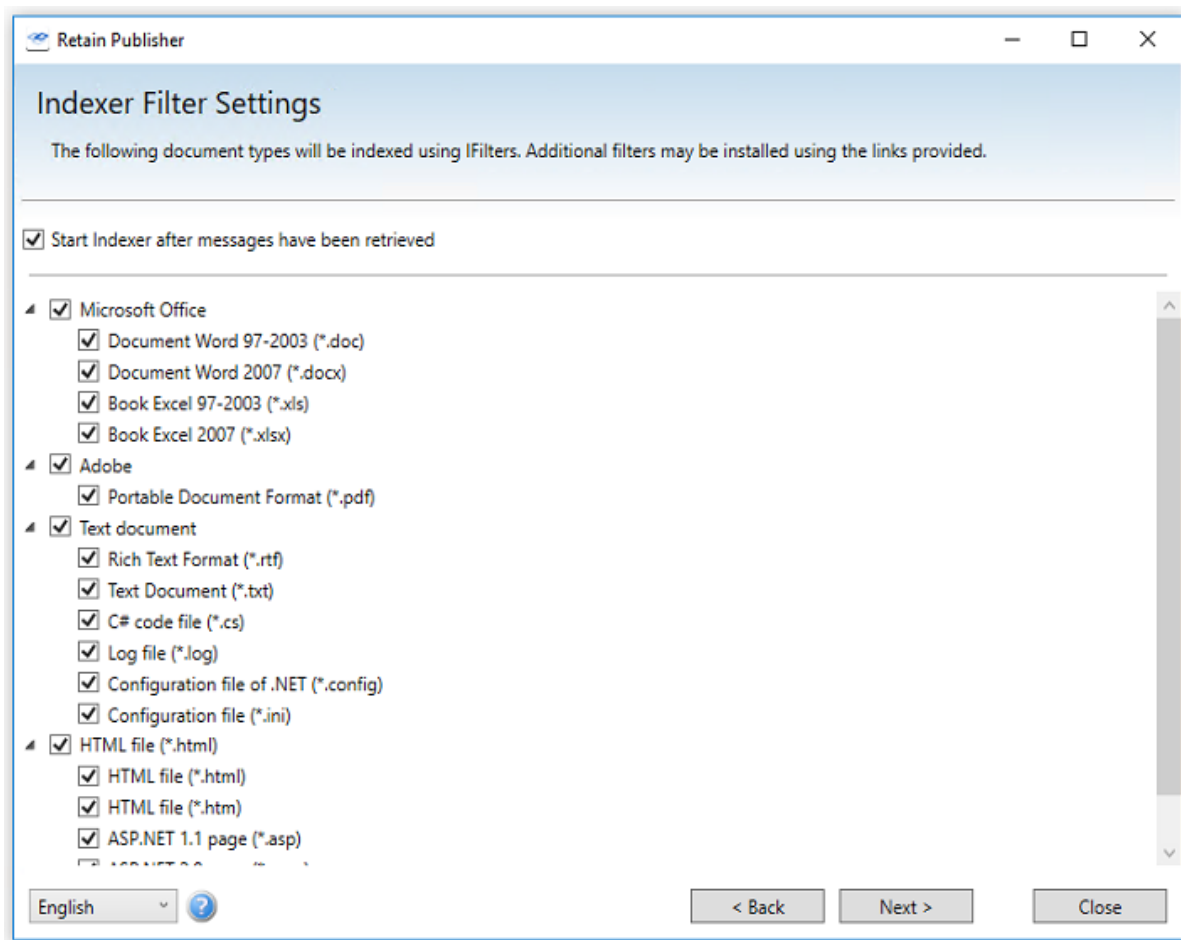 Retain Publisher
Indexer Filter Settings
The following document types will be indexed using IFilters. Additional filters may be installed using the links provided.
Start Indexer after messages have been retrieved
Microsoft Office
Document Word 97-2003 (*.doc)
Document Word 2007 (*.docx)
Book Excel 97-2003 (*.xls)
Book Excel 2007 (*.xlsx)
Adobe
Portable Document Format (*.pdf)
Text document
Rich Text Format (*.rtf)
Text Document (*.txt)
C# code file (*.cs)
Log file (*.log)
Configuration file of .NET (*.config)
Configuration file (*.ini)
HTML file (*.html)
HTML file (*.html)
HTML file (*.htm)
ASP.NET 1.1 page (*.asp)
English
?
< Back
Next >
Close